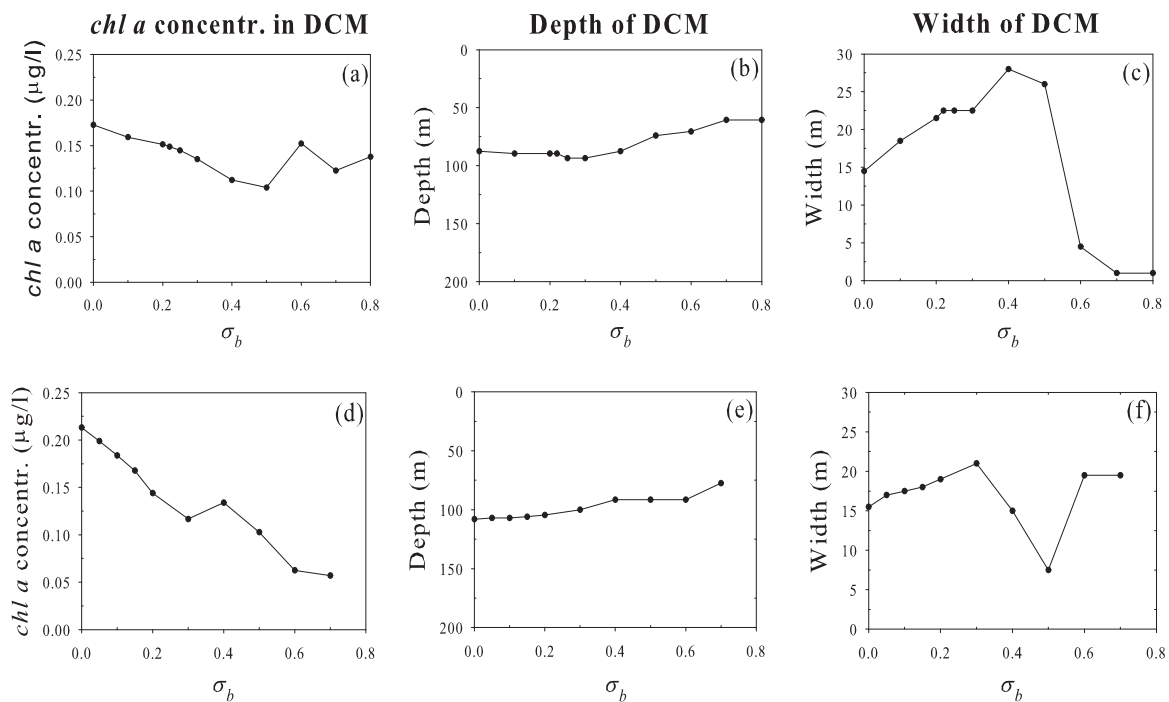 chl a concentr. in DCM
Depth of DCM
Width of DCM
chl a concentr. (μg/l)
0.25
0.20
0.15
0.10
0.05
0.00
(a)
0.0 0.2 0.4 0.6 0.8
σb
Depth (m)
0
50
100
150
200
(b)
0.0 0.2 0.4 0.6 0.8
σb
Width (m)
30
25
20
15
10
5
0
(c)
0.0 0.2 0.4 0.6 0.8
σb
chl a concentr. (μg/l)
0.25
0.20
0.15
0.10
0.05
0.00
(d)
0.0 0.2 0.4 0.6 0.8
σb
Depth (m)
0
50
100
150
200
(e)
0.0 0.2 0.4 0.6 0.8
σb
Width (m)
30
25
20
15
10
5
0
(f)
0.0 0.2 0.4 0.6 0.8
σb